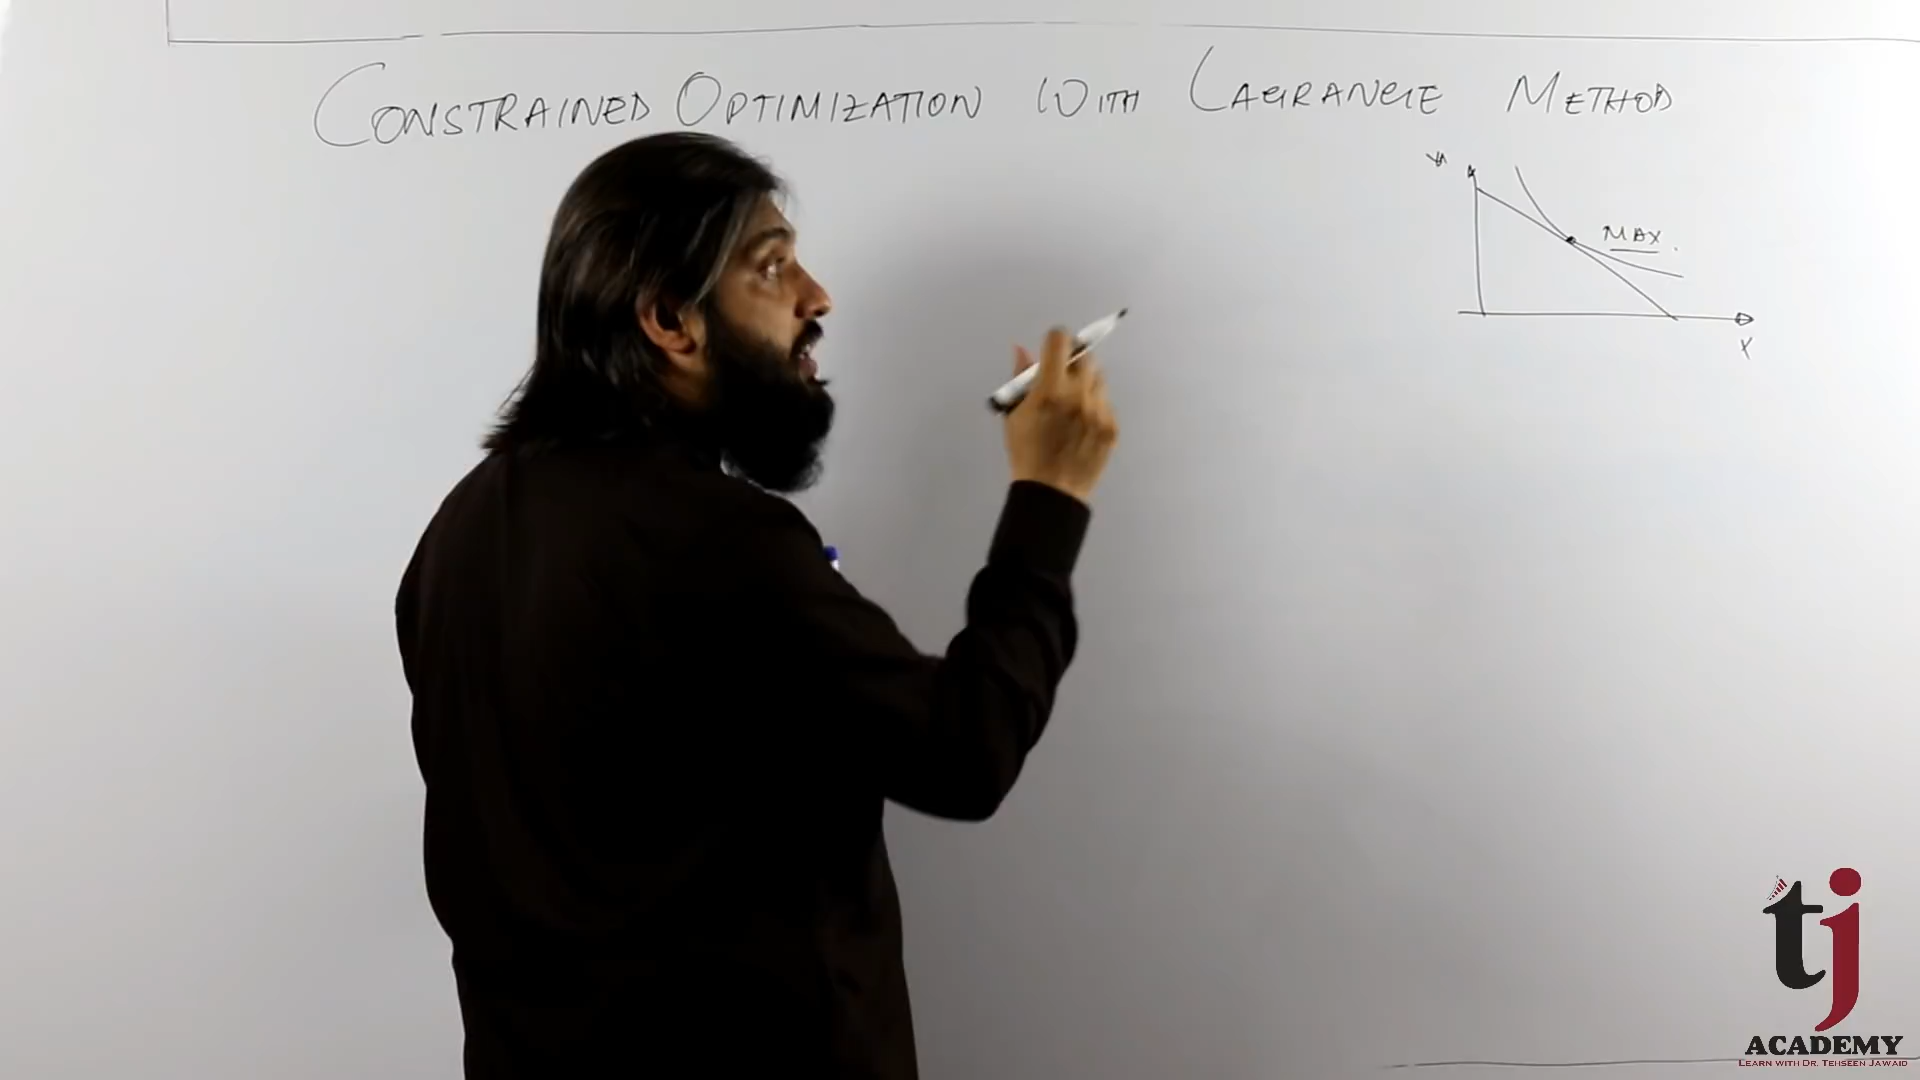 CONSTRAINED OPTIMIZATION WITH LAGRANGE METHOD
Y
MAX.
X
tj
ACADEMY
LEARN WITH DR. TEHSEEN JAWAID